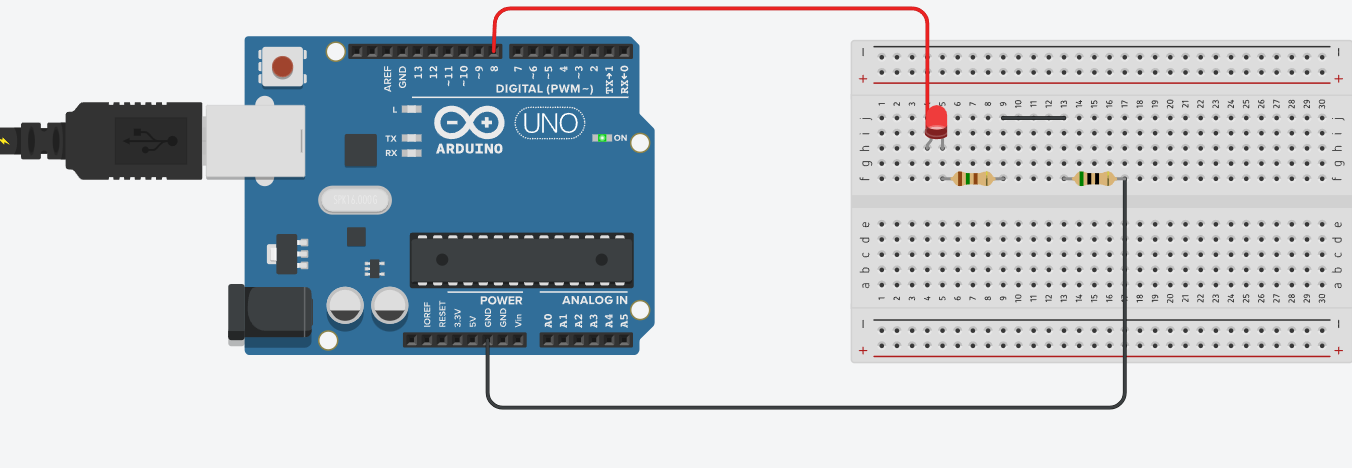 AREF
GND
13
12
~11
~10
~9
8
7
~6
~5
4
~3
2
TX→1
RX←0
DIGITAL (PWM~)
L
TX
RX
UNO
ARDUINO
ON
POWER
ANALOG IN
IOREF
RESET
3.3V
5V
GND
GND
Vin
A0
A1
A2
A3
A4
A5
1 2 3 4 5 6 7 8 9 10 11 12 13 14 15 16 17 18 19 20 21 22 23 24 25 26 27 28 29 30
j j
i i
h h
g g
f f
e e
d d
c c
b b
a a
1 2 3 4 5 6 7 8 9 10 11 12 13 14 15 16 17 18 19 20 21 22 23 24 25 26 27 28 29 30